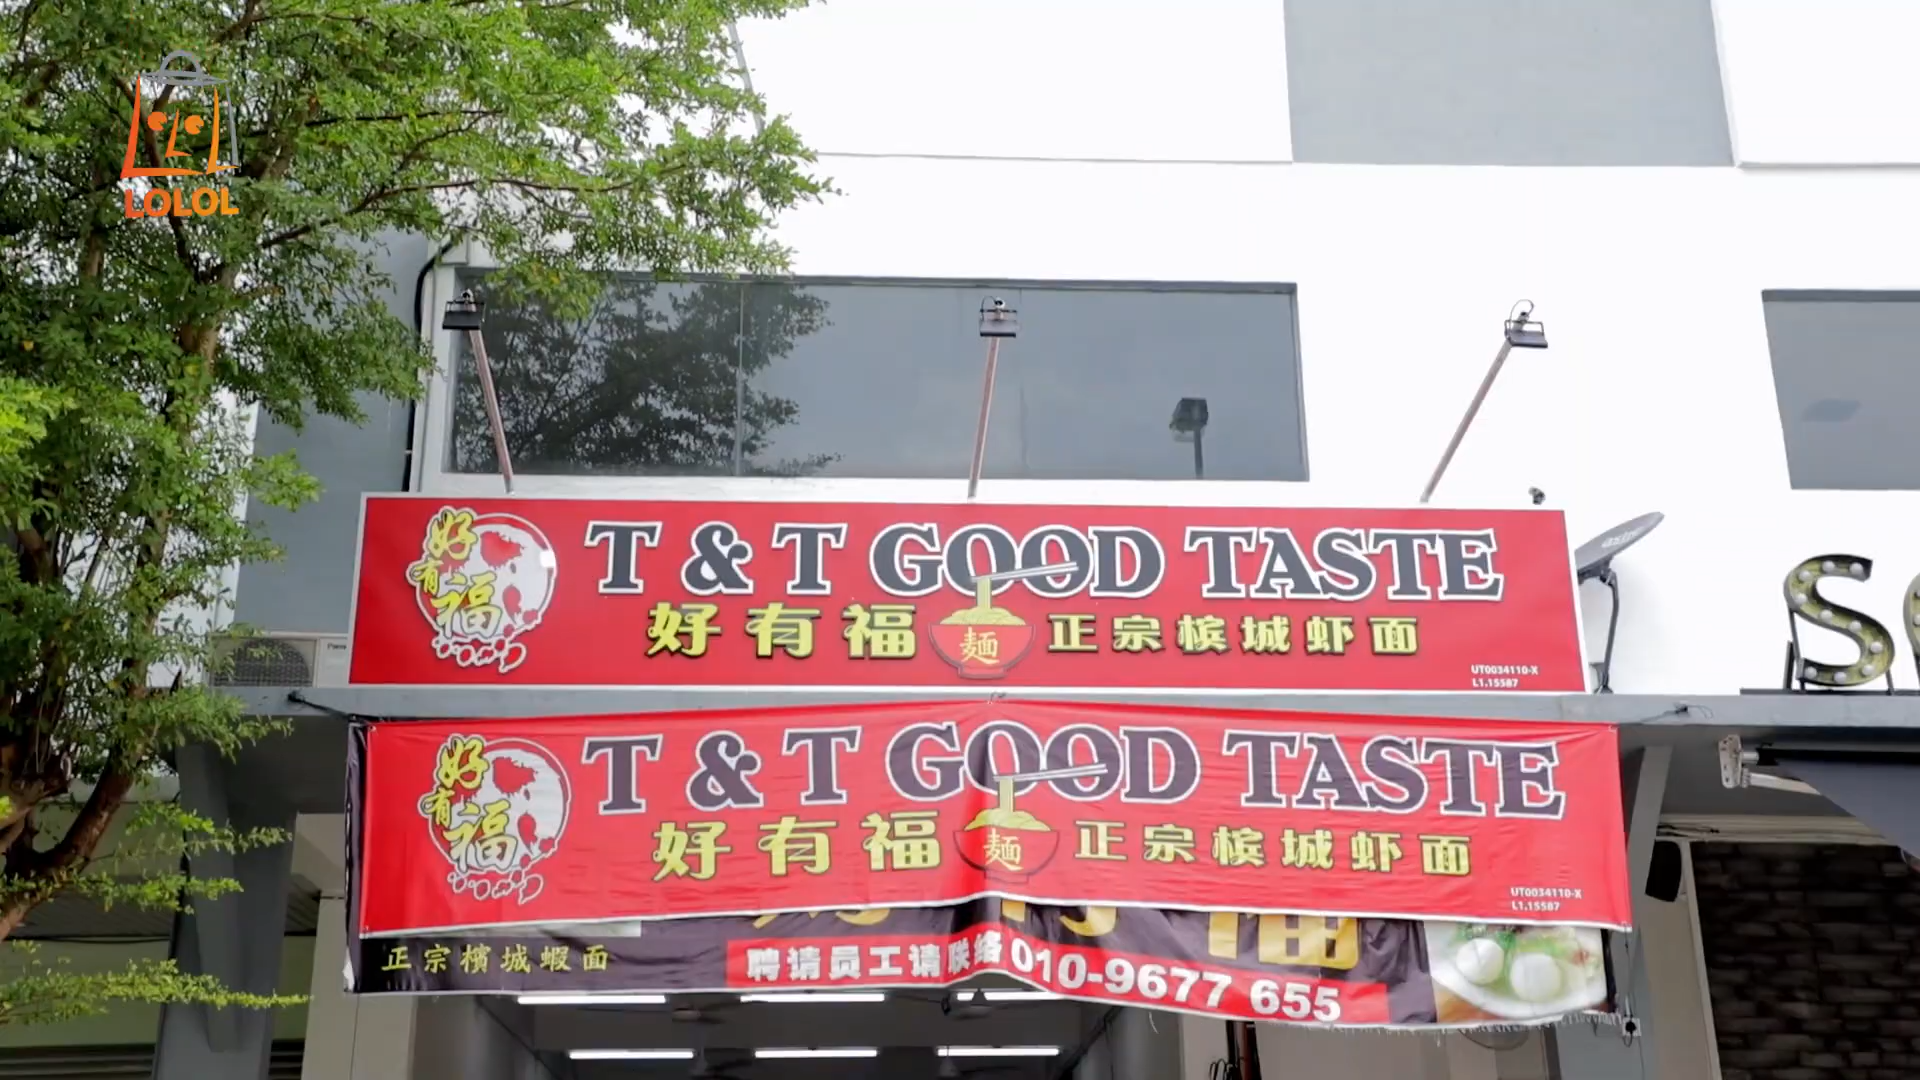 LOLOL
好有福
T & T GOOD TASTE
好有福 麺 正宗槟城虾面
UT0034110-X
L1.15587
好有福
T & T GOOD TASTE
好有福 麺 正宗槟城虾面
UT0034110-X
L1.15587
正宗檳城蝦面
聘请员工请联络 010-9677 655